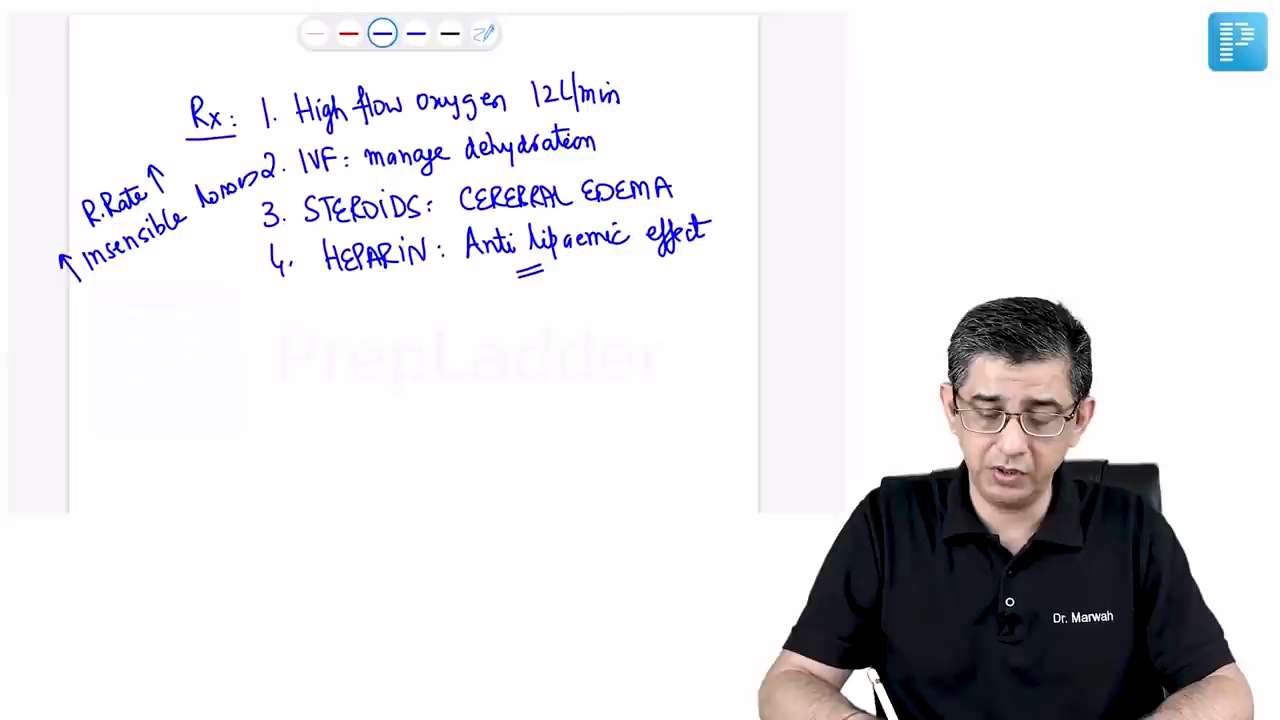 Rx: 1. High flow oxygen 12L/min
2. IVF: manage dehydration
3. STEROIDS: CEREBRAL EDEMA
4. HEPARIN: Anti lipaemic effect
R.Rate ↑
↑ insensible losses
PrepLadder
Dr. Marwah